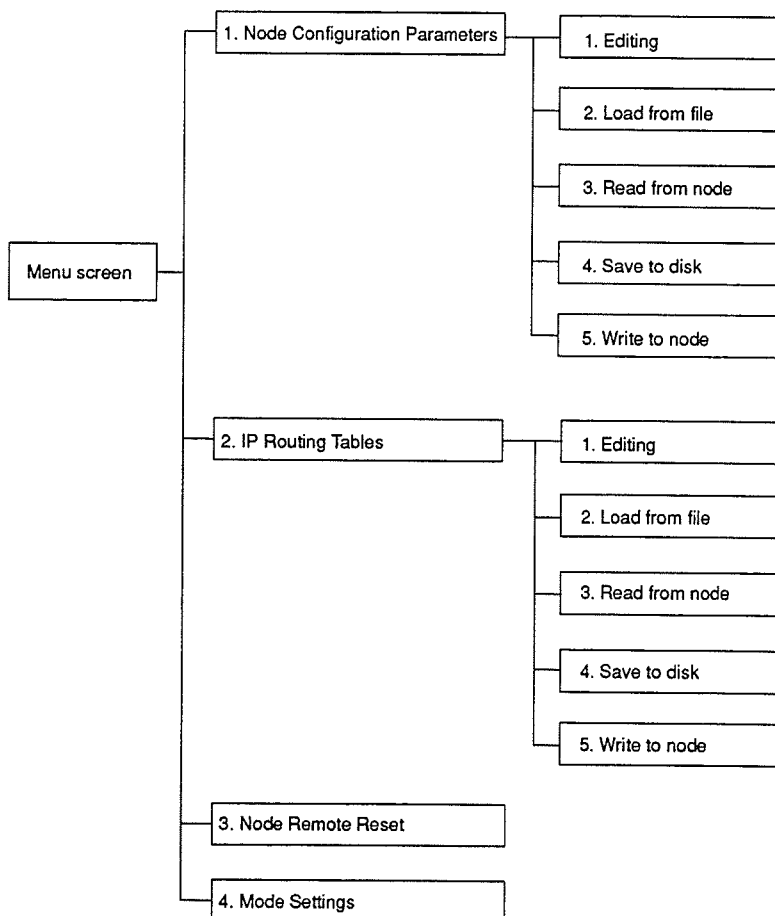 1. Node Configuration Parameters
1. Editing
2. Load from file
3. Read from node
Menu screen
4. Save to disk
5. Write to node
2. IP Routing Tables
1. Editing
2. Load from file
3. Read from node
4. Save to disk
5. Write to node
3. Node Remote Reset
4. Mode Settings